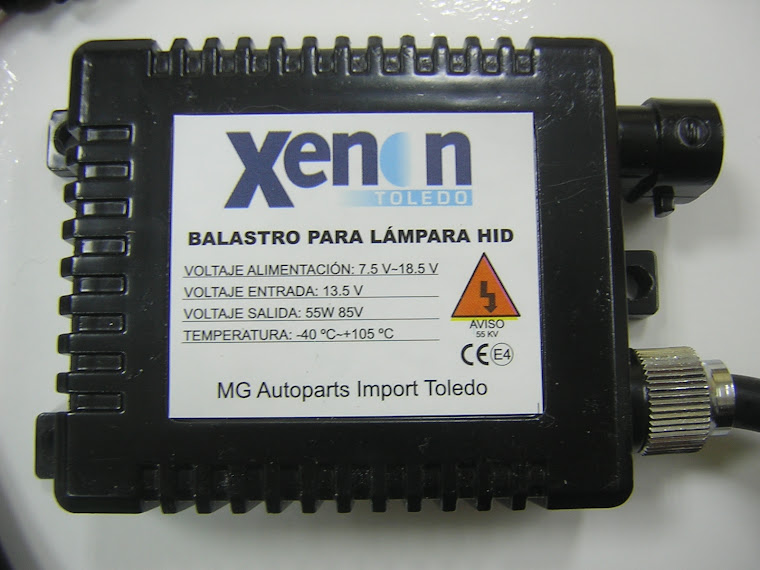 Xenon
TOLEDO
BALASTRO PARA LÁMPARA HID
VOLTAJE ALIMENTACIÓN: 7.5 V~18.5 V
VOLTAJE ENTRADA: 13.5 V
VOLTAJE SALIDA: 55W 85V
TEMPERATURA: -40 ºC~+105 ºC
AVISO
55 KV
CE E4
MG Autoparts Import Toledo